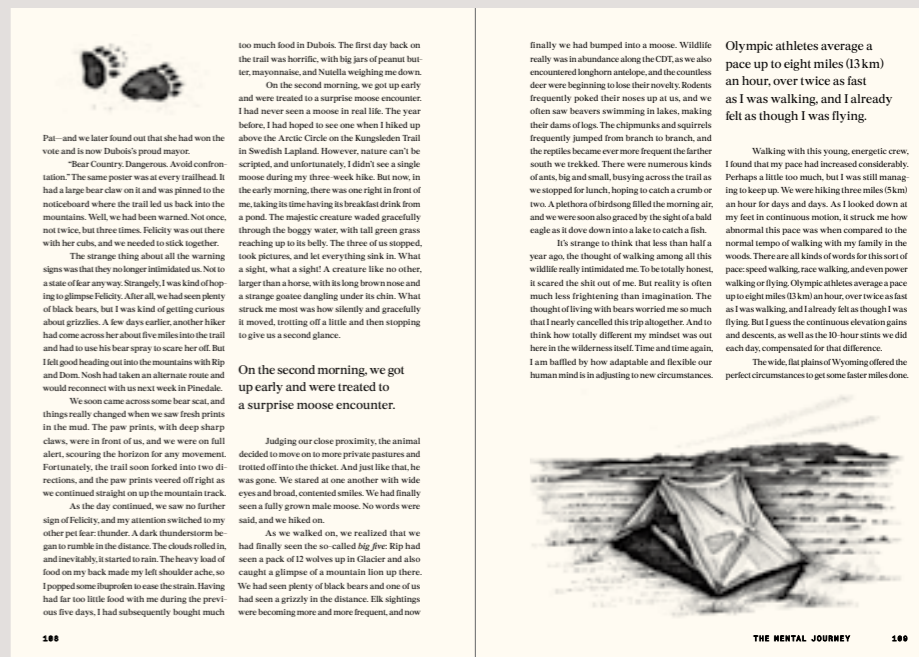 Pat—and we later found out that she had won the
vote and is now Dubois's proud mayor.
"Bear Country. Dangerous. Avoid confron-
tation." The same poster was at every trailhead. It
had a large bear claw on it and was pinned to the
noticeboard where the trail led us back into the
mountains. Well, we had been warned. Not once,
not twice, but three times. Felicity was out there
with her cubs, and we needed to stick together.
The strange thing about all the warning
signs was that they no longer intimidated us. Not to
a state of fear anyway. Strangely, I was kind of hop-
ing to glimpse Felicity. After all, we had seen plenty
of black bears, but I was kind of getting curious
about grizzlies. A few days earlier, another hiker
had come across her about five miles into the trail
and had to use his bear spray to scare her off. But
I felt good heading out into the mountains with Rip
and Dom. Nosh had taken an alternate route and
would reconnect with us next week in Pinedale.
We soon came across some bear scat, and
things really changed when we saw fresh prints
in the mud. The paw prints, with deep sharp
claws, were in front of us, and we were on full
alert, scouring the horizon for any movement.
Fortunately, the trail soon forked into two di-
rections, and the paw prints veered off right as
we continued straight on up the mountain track.
As the day continued, we saw no further
sign of Felicity, and my attention switched to my
other pet fear: thunder. A dark thunderstorm be-
gan to rumble in the distance. The clouds rolled in,
and inevitably, it started to rain. The heavy load of
food on my back made my left shoulder ache, so
I popped some ibuprofen to ease the strain. Having
had far too little food with me during the previ-
ous five days, I had subsequently bought much
too much food in Dubois. The first day back on
the trail was horrific, with big jars of peanut but-
ter, mayonnaise, and Nutella weighing me down.
On the second morning, we got up early
and were treated to a surprise moose encounter.
I had never seen a moose in real life. The year
before, I had hoped to see one when I hiked up
above the Arctic Circle on the Kungsleden Trail
in Swedish Lapland. However, nature can't be
scripted, and unfortunately, I didn't see a single
moose during my three-week hike. But now, in
the early morning, there was one right in front of
me, taking its time having its breakfast drink from
a pond. The majestic creature waded gracefully
through the boggy water, with tall green grass
reaching up to its belly. The three of us stopped,
took pictures, and let everything sink in. What
a sight, what a sight! A creature like no other,
larger than a horse, with its long brown nose and
a strange goatee dangling under its chin. What
struck me most was how silently and gracefully
it moved, trotting off a little and then stopping
to give us a second glance.
On the second morning, we got
up early and were treated to
a surprise moose encounter.
Judging our close proximity, the animal
decided to move on to more private pastures and
trotted off into the thicket. And just like that, he
was gone. We stared at one another with wide
eyes and broad, contented smiles. We had finally
seen a fully grown male moose. No words were
said, and we hiked on.
As we walked on, we realized that we
had finally seen the so-called big five: Rip had
seen a pack of 12 wolves up in Glacier and also
caught a glimpse of a mountain lion up there.
We had seen plenty of black bears and one of us
had seen a grizzly in the distance. Elk sightings
were becoming more and more frequent, and now
108
finally we had bumped into a moose. Wildlife
really was in abundance along the CDT, as we also
encountered longhorn antelope, and the countless
deer were beginning to lose their novelty. Rodents
frequently poked their noses up at us, and we
often saw beavers swimming in lakes, making
their dams of logs. The chipmunks and squirrels
frequently jumped from branch to branch, and
the reptiles became ever more frequent the farther
south we trekked. There were numerous kinds
of ants, big and small, busying across the trail as
we stopped for lunch, hoping to catch a crumb or
two. A plethora of birdsong filled the morning air,
and we were soon also graced by the sight of a bald
eagle as it dove down into a lake to catch a fish.
It's strange to think that less than half a
year ago, the thought of walking among all this
wildlife really intimidated me. To be totally honest,
it scared the shit out of me. But reality is often
much less frightening than imagination. The
thought of living with bears worried me so much
that I nearly cancelled this trip altogether. And to
think how totally different my mindset was out
here in the wilderness itself. Time and time again,
I am baffled by how adaptable and flexible our
human mind is in adjusting to new circumstances.
Olympic athletes average a
pace up to eight miles (13 km)
an hour, over twice as fast
as I was walking, and I already
felt as though I was flying.
Walking with this young, energetic crew,
I found that my pace had increased considerably.
Perhaps a little too much, but I was still manag-
ing to keep up. We were hiking three miles (5 km)
an hour for days and days. As I looked down at
my feet in continuous motion, it struck me how
abnormal this pace was when compared to the
normal tempo of walking with my family in the
woods. There are all kinds of words for this sort of
pace: speed walking, race walking, and even power
walking or flying. Olympic athletes average a pace
up to eight miles (13 km) an hour, over twice as fast
as I was walking, and I already felt as though I was
flying. But I guess the continuous elevation gains
and descents, as well as the 10-hour stints we did
each day, compensated for that difference.
The wide, flat plains of Wyoming offered the
perfect circumstances to get some faster miles done.
THE MENTAL JOURNEY
109